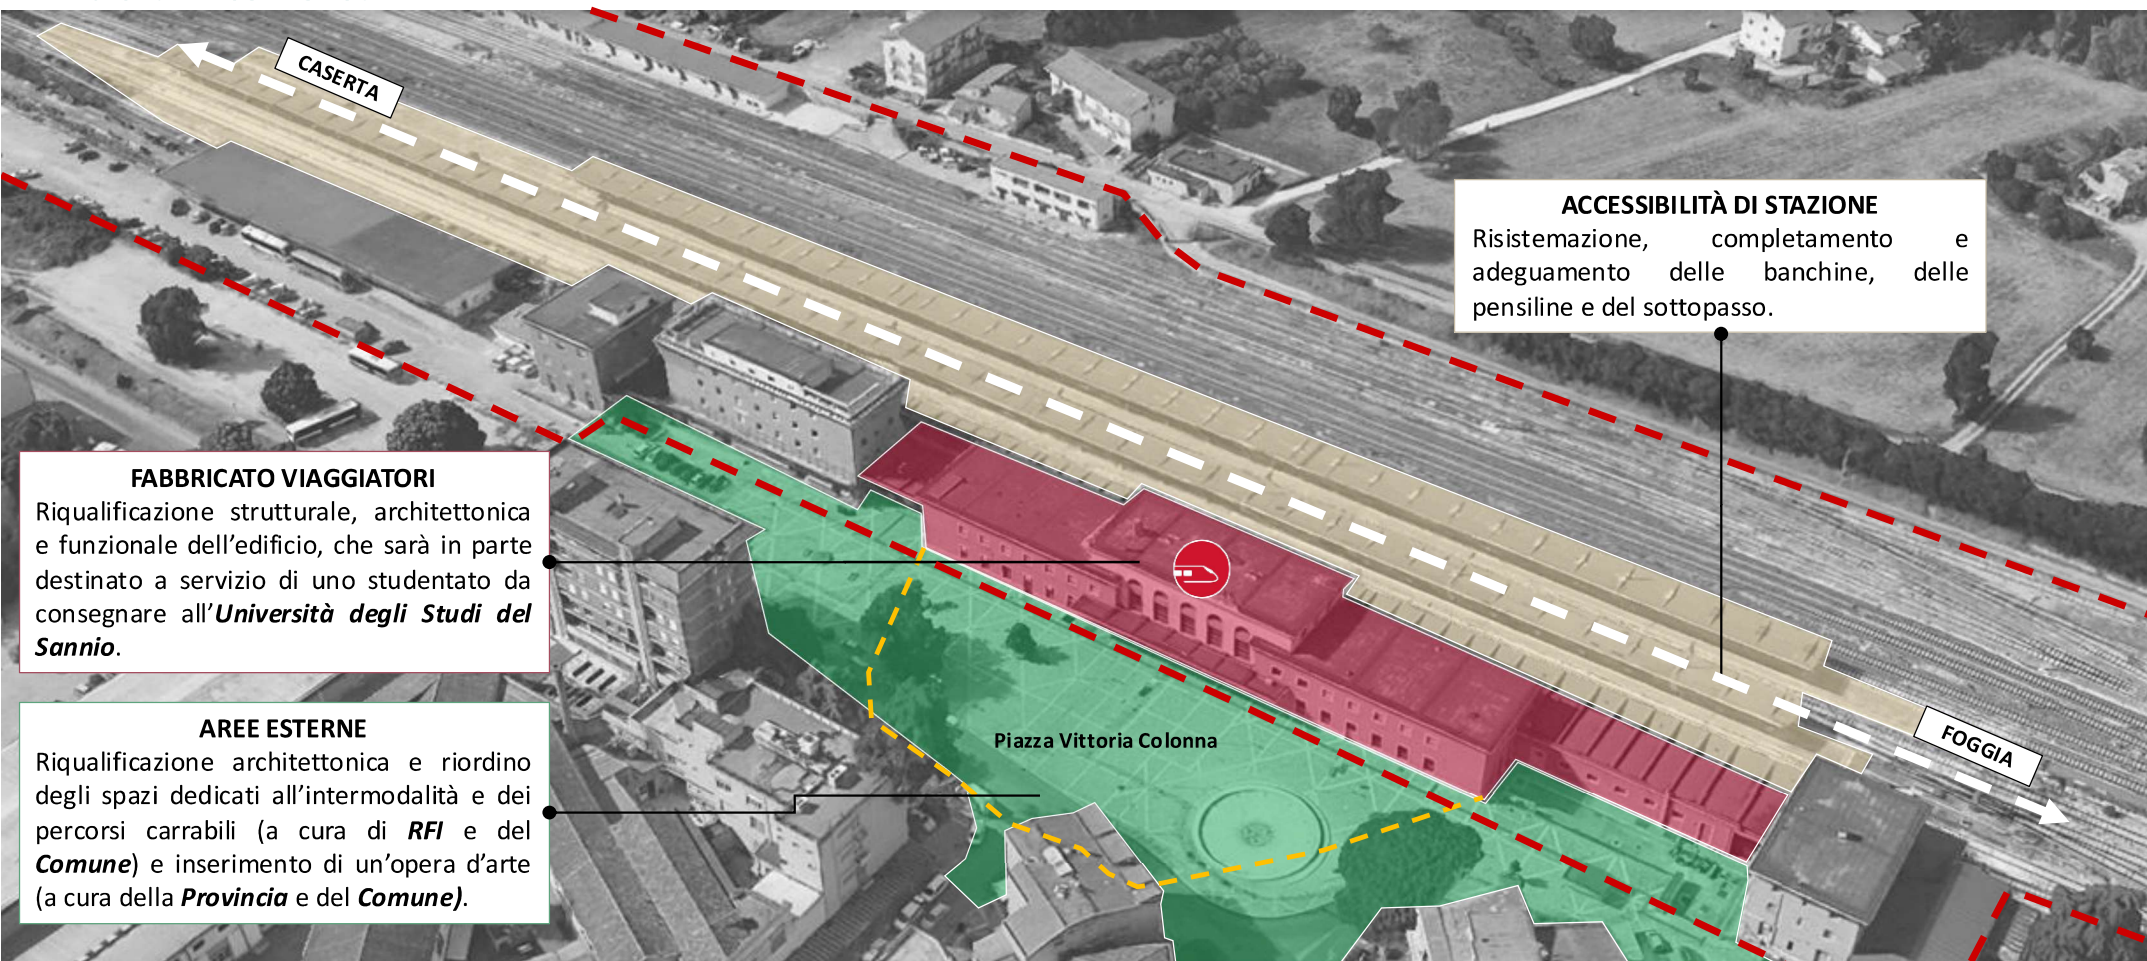 CASERTA
ACCESSIBILITÀ DI STAZIONE
Risistemazione, completamento e
adeguamento delle banchine, delle
pensiline e del sottopasso.
FABBRICATO VIAGGIATORI
Riqualificazione strutturale, architettonica
e funzionale dell'edificio, che sarà in parte
destinato a servizio di uno studentato da
consegnare all'Università degli Studi del
Sannio.
AREE ESTERNE
Riqualificazione architettonica e riordino
degli spazi dedicati all'intermodalità e dei
percorsi carrabili (a cura di RFI e del
Comune) e inserimento di un'opera d'arte
(a cura della Provincia e del Comune).
Piazza Vittoria Colonna
FOGGIA